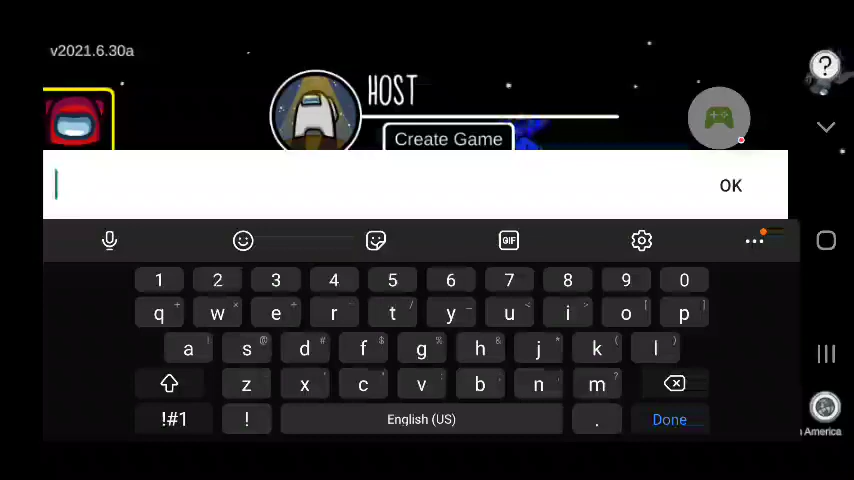 v2021.6.30a
?
HOST
Create Game
OK
GIF
1 2 3 4 5 6 7 8 9 0
q w e r t y u i o p
a s d f g h j k l
z x c v b n m
!#1 ! English (US) . Done
America